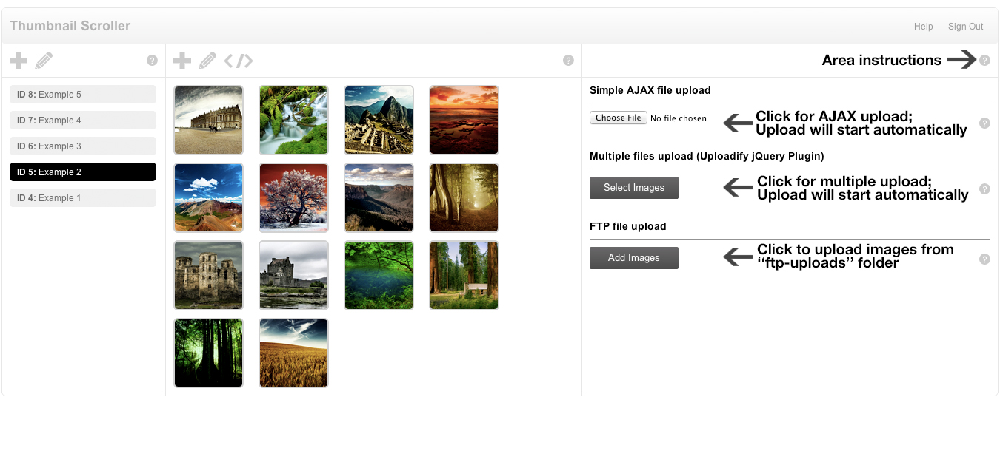 Thumbnail Scroller
Help
Sign Out
Area instructions
ID 8: Example 5
ID 7: Example 4
ID 6: Example 3
ID 5: Example 2
ID 4: Example 1
Simple AJAX file upload
Choose File No file chosen
Click for AJAX upload;
Upload will start automatically
Multiple files upload (Uploadify jQuery Plugin)
Select Images
Click for multiple upload;
Upload will start automatically
FTP file upload
Add Images
Click to upload images from
“ftp-uploads” folder